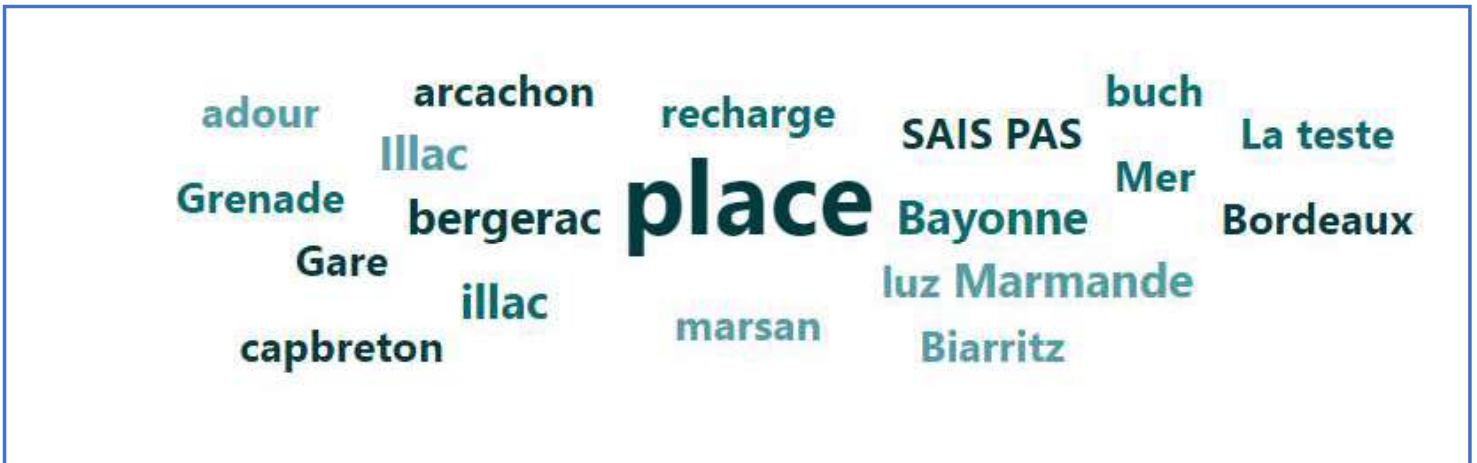 arcachon
buch
adour
recharge
SAIS PAS
La teste
Illac
Mer
Grenade
place
bergerac
Bayonne
Bordeaux
Gare
luz Marmande
illac
marsan
capbreton
Biarritz